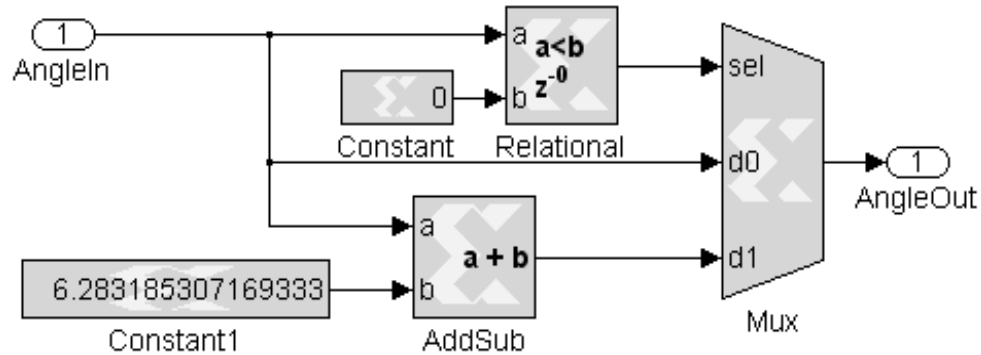 1
AngleIn
a
a<b
z⁻⁰
b
0
Constant
Relational
sel
d0
d1
Mux
1
AngleOut
a
a + b
b
6.283185307169333
Constant1
AddSub